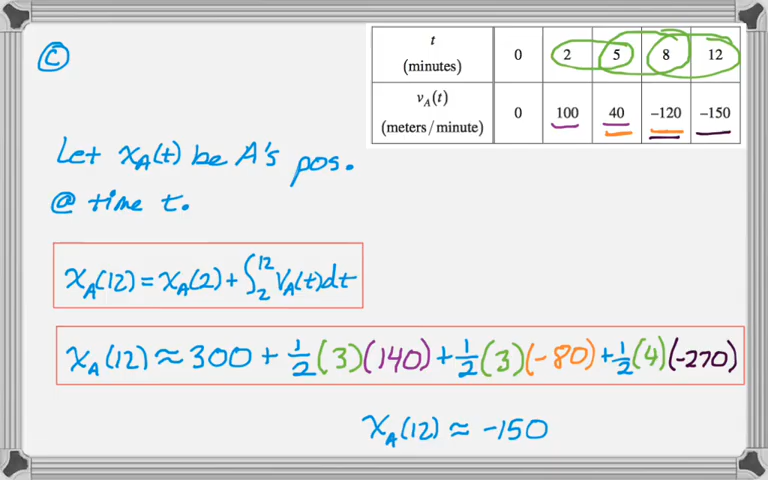 C
t (minutes) 0 2 5 8 12
v_A(t) (meters/minute) 0 100 40 −120 −150
Let x_A(t) be A's pos.
@ time t.
x_A(12) = x_A(2) + ∫_2^12 v_A(t)dt
x_A(12) ≈ 300 + 1/2(3)(140) + 1/2(3)(-80) + 1/2(4)(-270)
x_A(12) ≈ -150